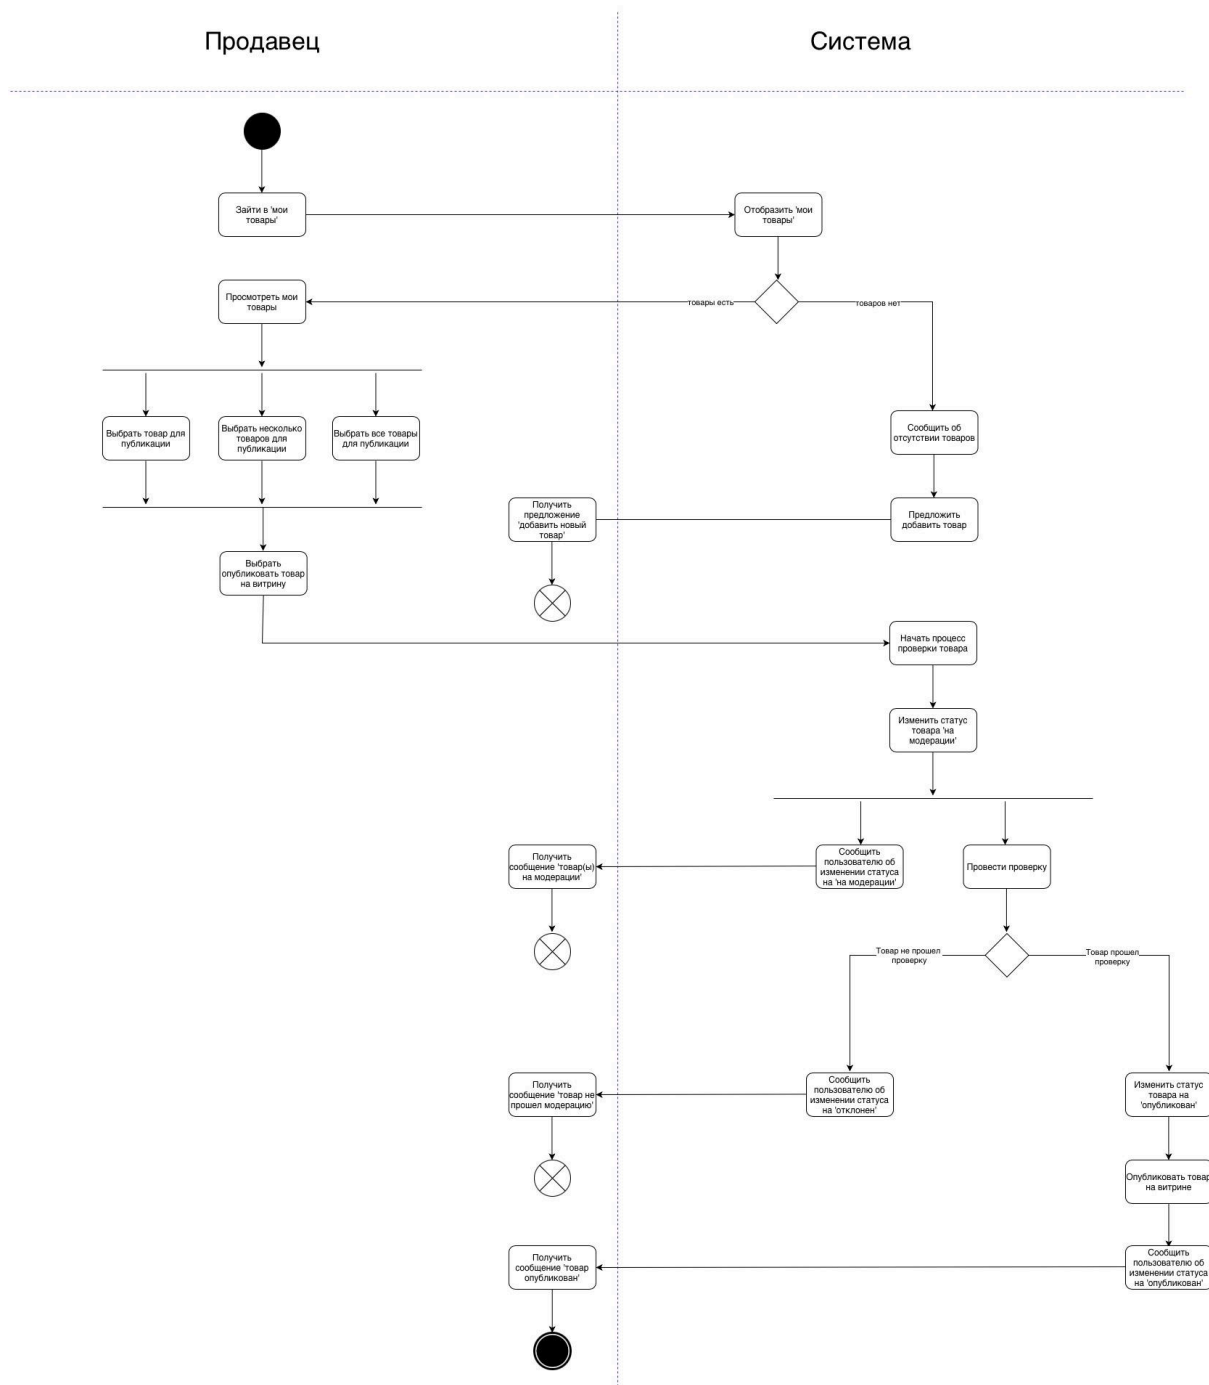 Продавец
Система
Зайти в 'мои
товары'
Отобразить 'мои
товары'
Просмотреть мои
товары
товары есть
товаров нет
Выбрать товар для
публикации
Выбрать несколько
товаров для
публикации
Выбрать все товары
для публикации
Сообщить об
отсутствии товаров
Получить
предложение
'добавить новый
товар'
Предложить
добавить товар
Выбрать
опубликовать товар
на витрину
Начать процесс
проверки товара
Изменить статус
товара 'на
модерации'
Получить
сообщение 'товар(ы)
на модерации'
Сообщить
пользователю об
изменении статуса
на 'на модерации'
Провести проверку
Товар не прошел
проверку
Товар прошел
проверку
Получить
сообщение 'товар не
прошел модерацию'
Сообщить
пользователю об
изменении статуса
на 'отклонен'
Изменить статус
товара на
'опубликован'
Опубликовать товар
на витрине
Получить
сообщение 'товар
опубликован'
Сообщить
пользователю об
изменении статуса
на 'опубликован'